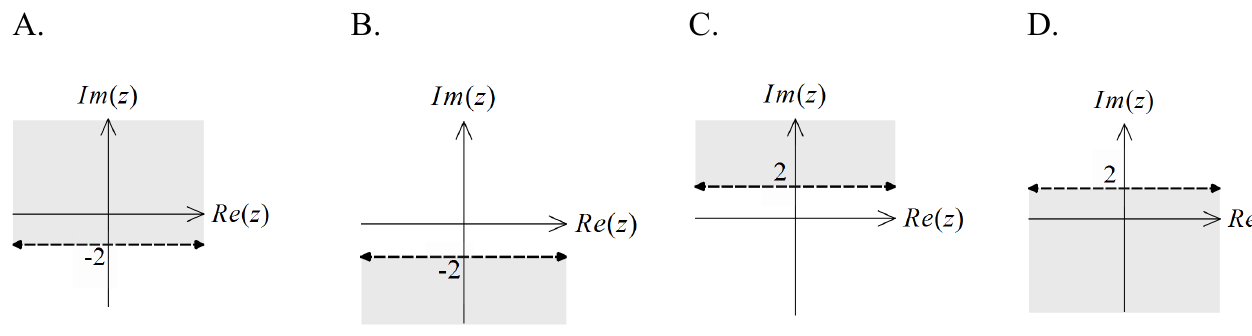 A. B. C. D.
Im(z) Im(z) Im(z) Im(z)
2 2
Re(z) Re(z) Re(z) Re
-2 -2